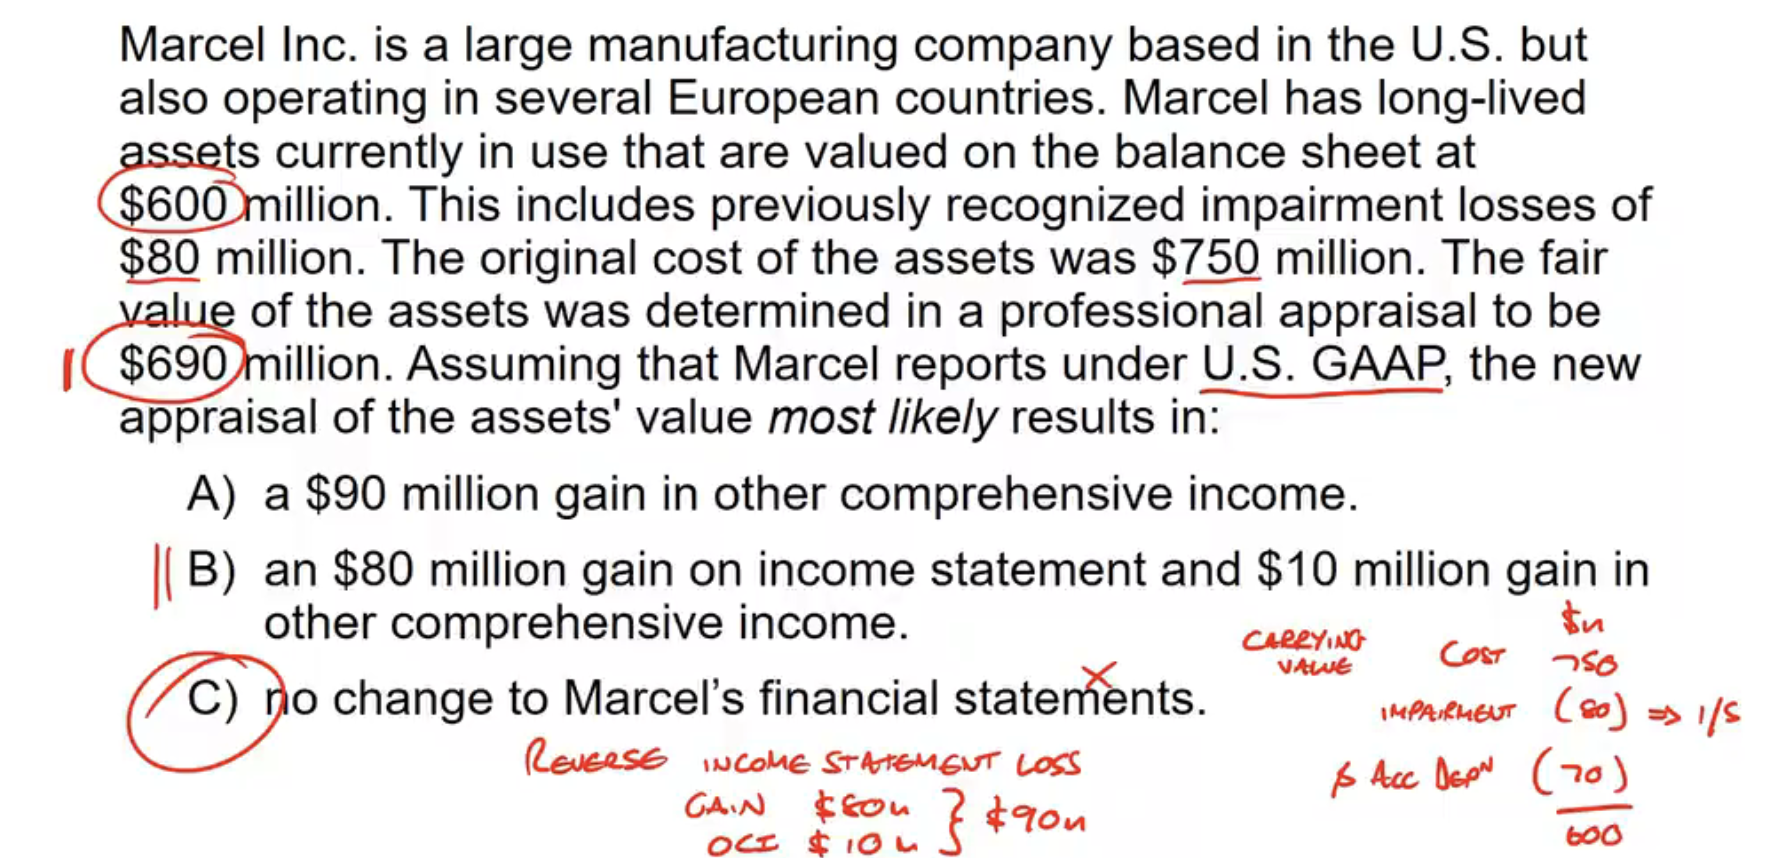 Marcel Inc. is a large manufacturing company based in the U.S. but
also operating in several European countries. Marcel has long-lived
assets currently in use that are valued on the balance sheet at
$600 million. This includes previously recognized impairment losses of
$80 million. The original cost of the assets was $750 million. The fair
value of the assets was determined in a professional appraisal to be
$690 million. Assuming that Marcel reports under U.S. GAAP, the new
appraisal of the assets' value most likely results in:
A) a $90 million gain in other comprehensive income.
B) an $80 million gain on income statement and $10 million gain in
other comprehensive income.
C) no change to Marcel's financial statements.
$m
CARRYING VALUE COST 750
IMPAIRMENT (80) ⇒ I/S
ACC DEPN (70)
600
REVERSE INCOME STATEMENT LOSS
GAIN $80m } $90m
OCI $10m